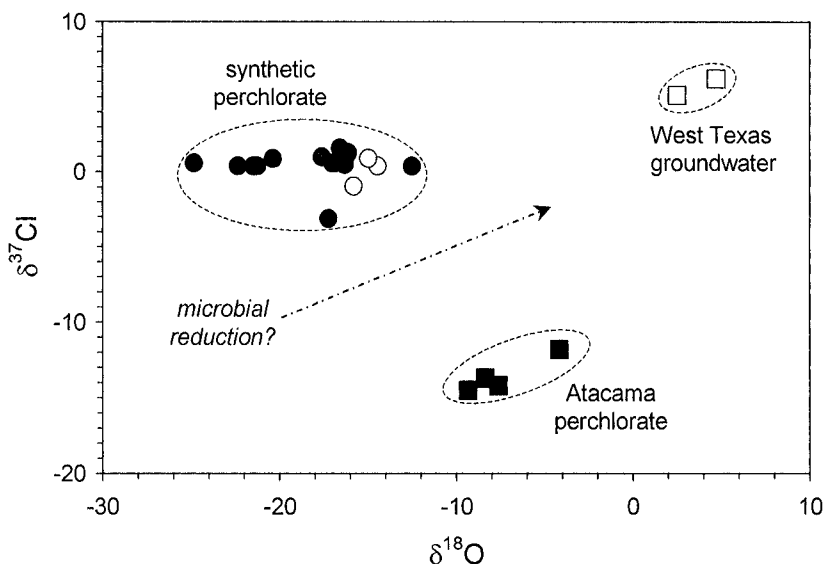 10
0
-10
-20
δ³⁷Cl
synthetic
perchlorate
West Texas
groundwater
microbial
reduction?
Atacama
perchlorate
-30
-20
-10
0
10
δ¹⁸O